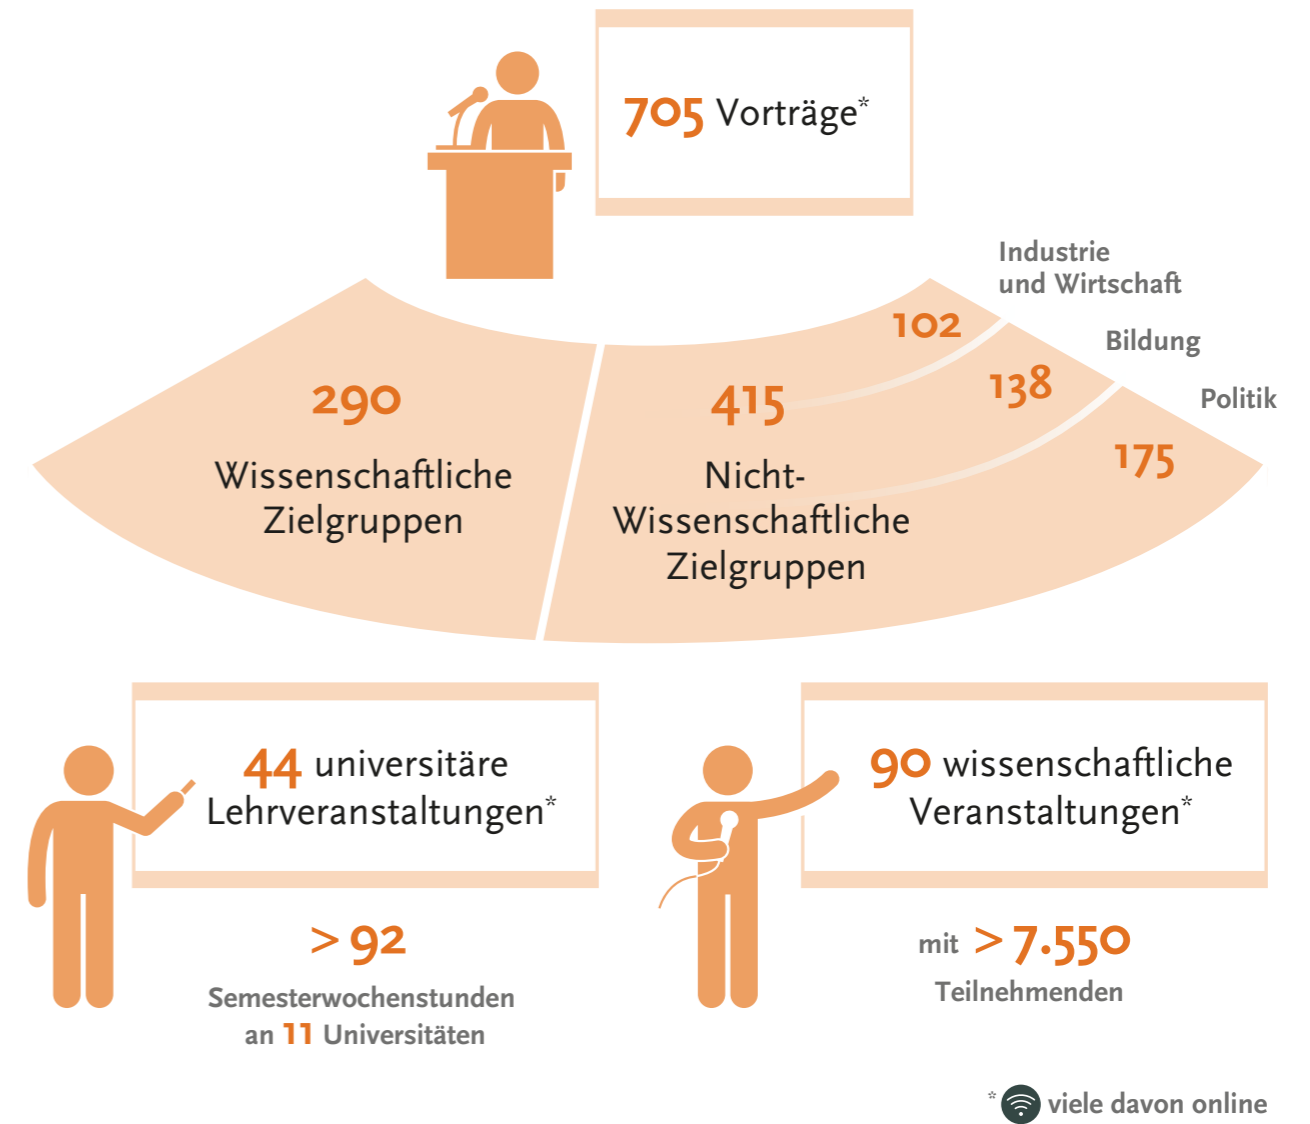 705 Vorträge*
Industrie
und Wirtschaft
102
Bildung
138
Politik
175
290
Wissenschaftliche
Zielgruppen
415
Nicht-
Wissenschaftliche
Zielgruppen
44 universitäre
Lehrveranstaltungen*
> 92
Semesterwochenstunden
an 11 Universitäten
90 wissenschaftliche
Veranstaltungen*
mit > 7.550
Teilnehmenden
* viele davon online